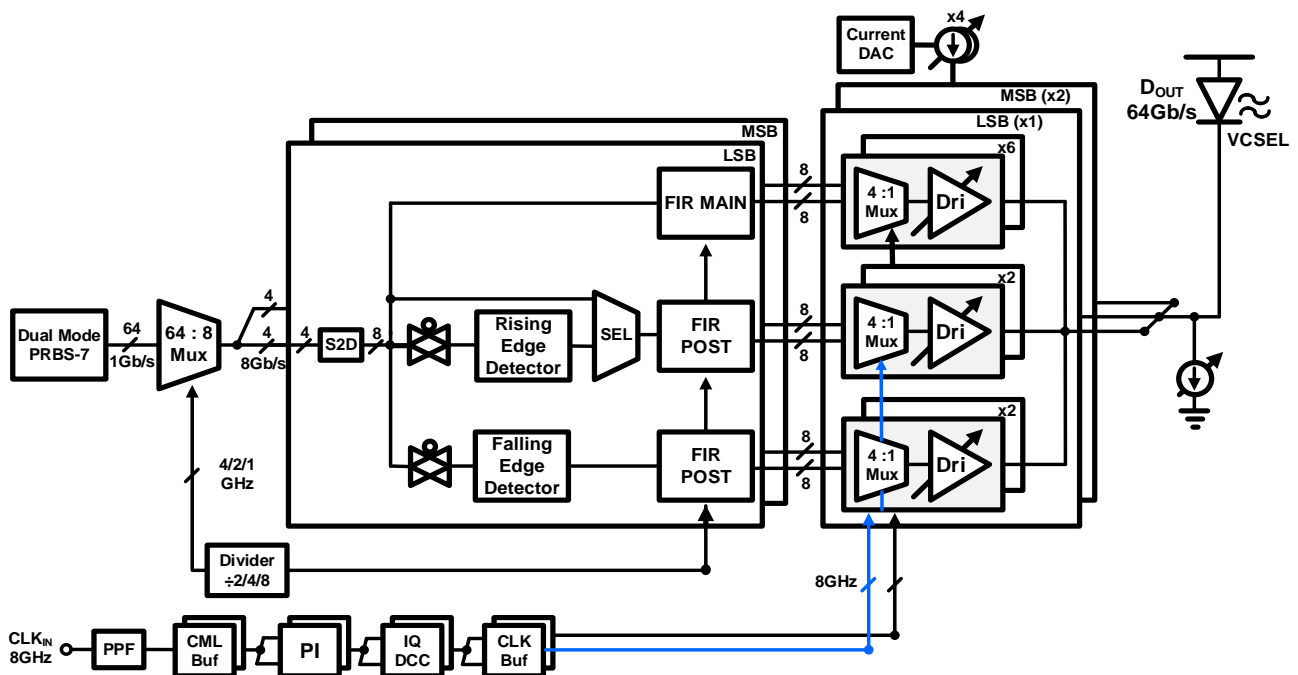 Current
DAC
x4
MSB (x2)
LSB (x1)
D_OUT
64Gb/s
VCSEL
MSB
LSB
x6
FIR MAIN
8
8
4 :1
Mux
Dri
Dual Mode
PRBS-7
64
1Gb/s
64 : 8
Mux
4
4
8Gb/s
4
S2D
8
Rising
Edge
Detector
SEL
FIR
POST
8
8
x2
4 :1
Mux
Dri
Falling
Edge
Detector
FIR
POST
8
8
x2
4 :1
Mux
Dri
4/2/1
GHz
Divider
÷2/4/8
8GHz
CLK_IN
8GHz
PPF
CML
Buf
PI
IQ
DCC
CLK
Buf